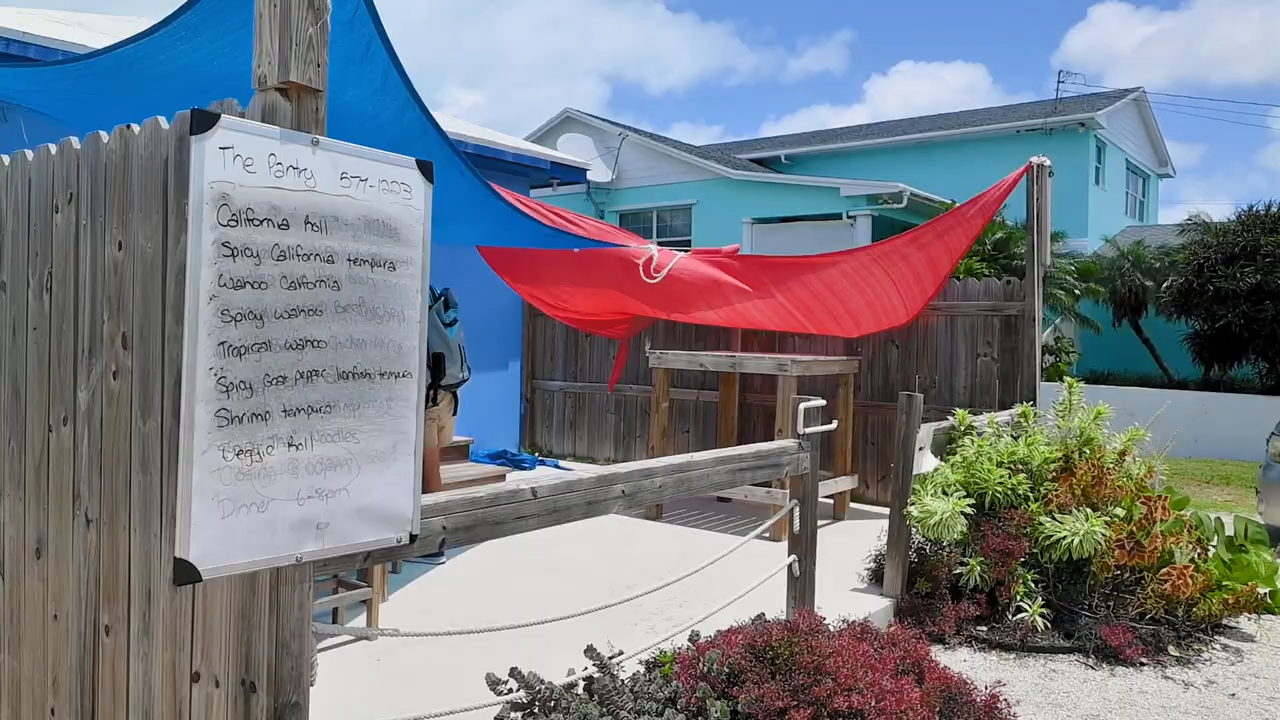 The Pantry 577-1223
California Roll
Spicy California tempura
Wahoo California
Spicy wahoo
Tropical wahoo
Spicy Goat pepper lionfish tempura
Shrimp tempura
Veggie Roll Noodles
Dinner 6-8pm